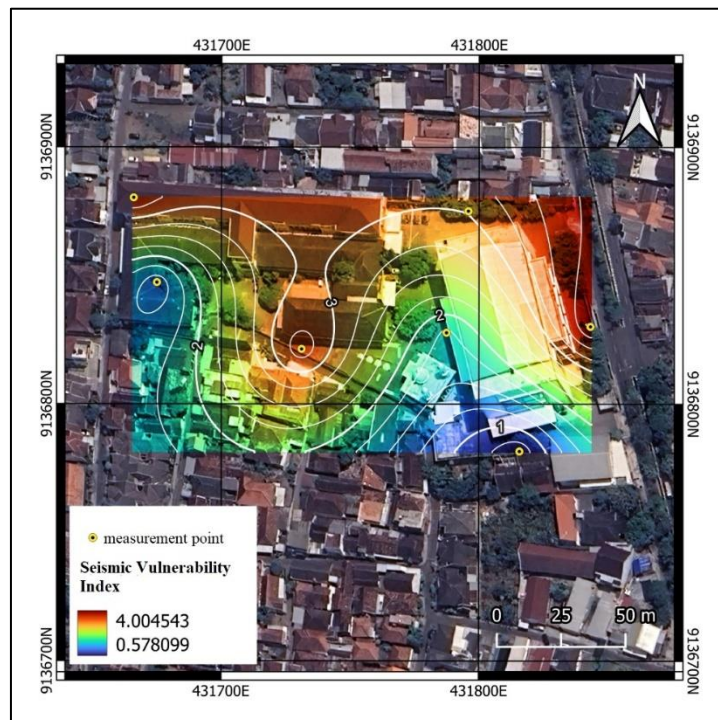 431700E 431800E
N
9136900N 9136900N
3
2 2
9136800N 9136800N
1
measurement point
Seismic Vulnerability
Index
4.004543
0.578099
0 25 50 m
9136700N 9136700N
431700E 431800E